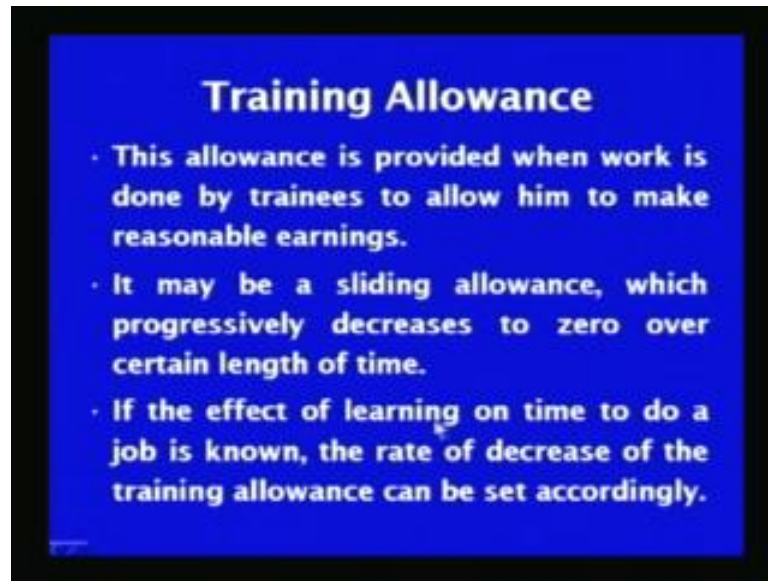 Training Allowance
· This allowance is provided when work is
done by trainees to allow him to make
reasonable earnings.
· It may be a sliding allowance, which
progressively decreases to zero over
certain length of time.
· If the effect of learning on time to do a
job is known, the rate of decrease of the
training allowance can be set accordingly.